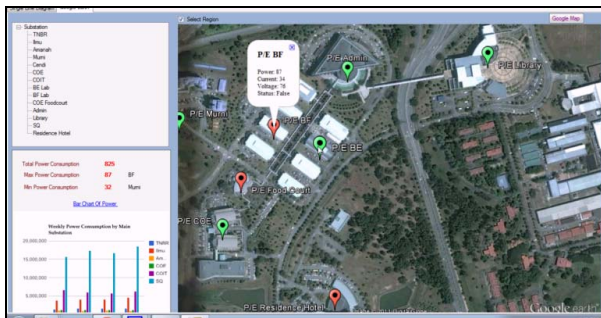 Single Line Diagram
Select Region
Google Map
Substation
TNBR
Ilmu
Amanah
Murni
Cendi
COE
COIT
BE Lab
BF Lab
COE Foodcourt
Admin
Library
SQ
Residence Hotel
Total Power Consumption 825
Max Power Consumption 87 BF
Min Power Consumption 32 Murni
Bar Chart Of Power
Weekly Power Consumption by Main
Substation
20,000,000
15,000,000
10,000,000
5,000,000
TNBR
Ilmu
Am
COE
COIT
SQ
P/E BF
Power: 87
Current: 34
Voltage: 76
Status: False
P/E Admin
P/E Library
P/E Murni
P/E BF
P/E BE
P/E Food Court
P/E COE
P/E Residence Hotel
Google earth